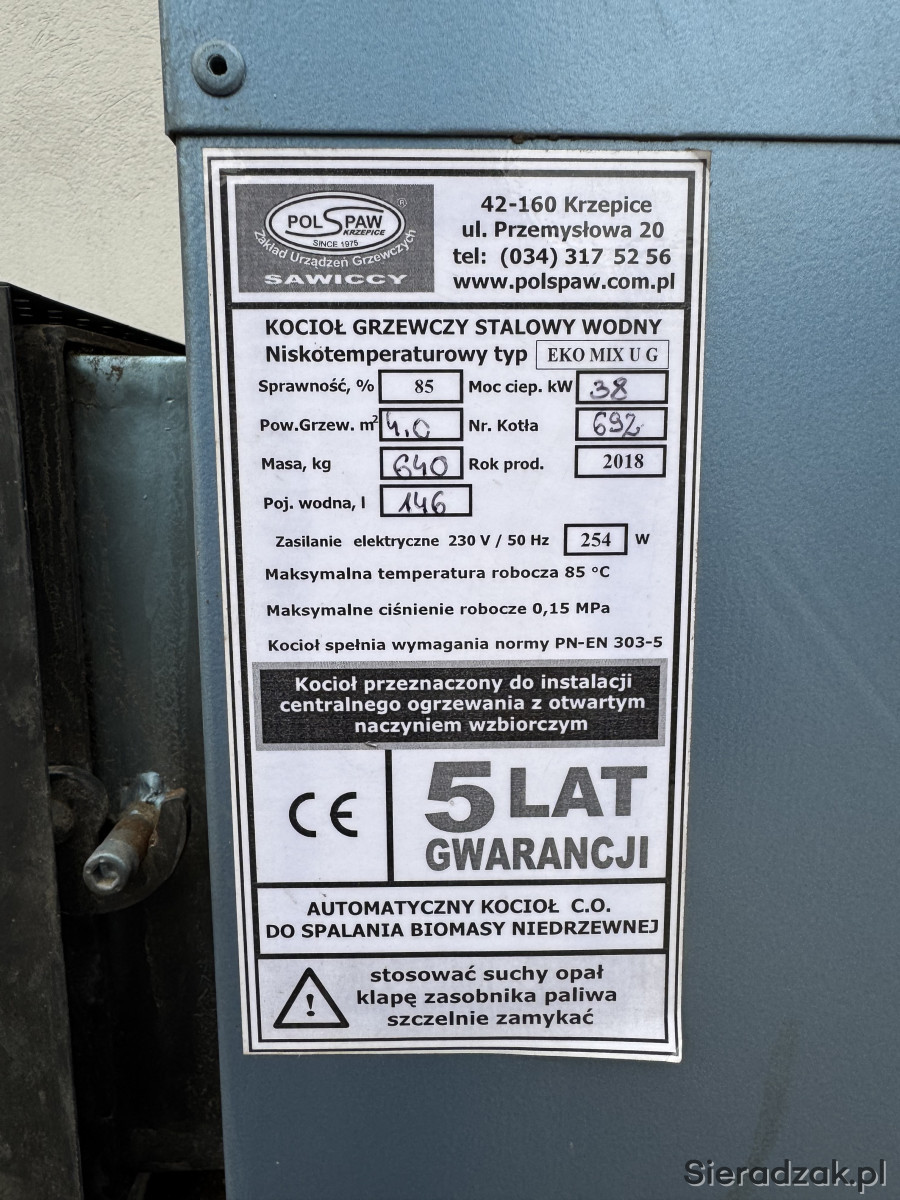 POLSPAW ®
KRZEPICE
SINCE 1975
Zakład Urządzeń Grzewczych
SAWICCY
42-160 Krzepice
ul. Przemysłowa 20
tel: (034) 317 52 56
www.polspaw.com.pl
KOCIOŁ GRZEWCZY STALOWY WODNY
Niskotemperaturowy typ EKO MIX U G
Sprawność, % 85 Moc ciep. kW 38
Pow.Grzew. m² 4,0 Nr. Kotła 692
Masa, kg 640 Rok prod. 2018
Poj. wodna, l 146
Zasilanie elektryczne 230 V / 50 Hz 254 W
Maksymalna temperatura robocza 85 °C
Maksymalne ciśnienie robocze 0,15 MPa
Kocioł spełnia wymagania normy PN-EN 303-5
Kocioł przeznaczony do instalacji
centralnego ogrzewania z otwartym
naczyniem wzbiorczym
CE
5 LAT
GWARANCJI
AUTOMATYCZNY KOCIOŁ C.O.
DO SPALANIA BIOMASY NIEDRZEWNEJ
!
stosować suchy opał
klapę zasobnika paliwa
szczelnie zamykać
Sieradzak.pl